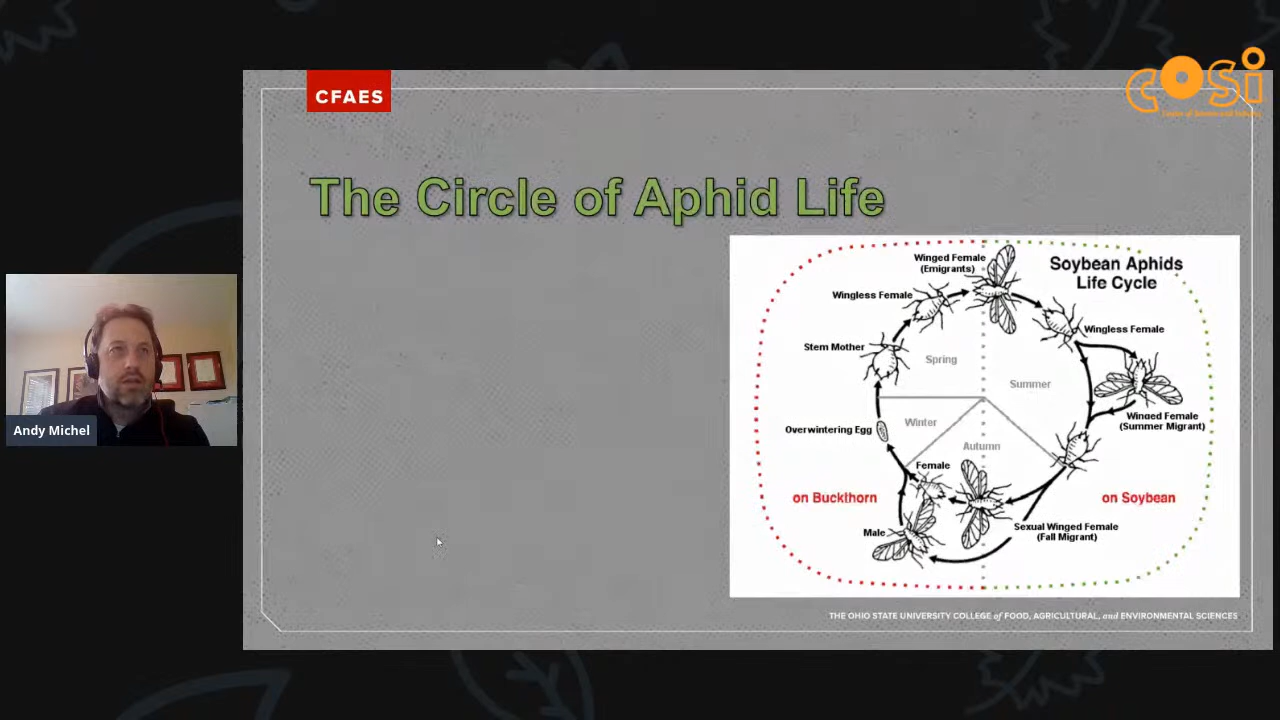 cosi
CFAES
The Circle of Aphid Life
Soybean Aphids
Life Cycle
Winged Female
(Emigrants)
Wingless Female
Wingless Female
Stem Mother
Spring
Summer
Winged Female
(Summer Migrant)
Winter
Overwintering Egg
Autumn
Female
on Buckthorn
on Soybean
Sexual Winged Female
(Fall Migrant)
Male
Andy Michel
THE OHIO STATE UNIVERSITY COLLEGE of FOOD, AGRICULTURAL, and ENVIRONMENTAL SCIENCES